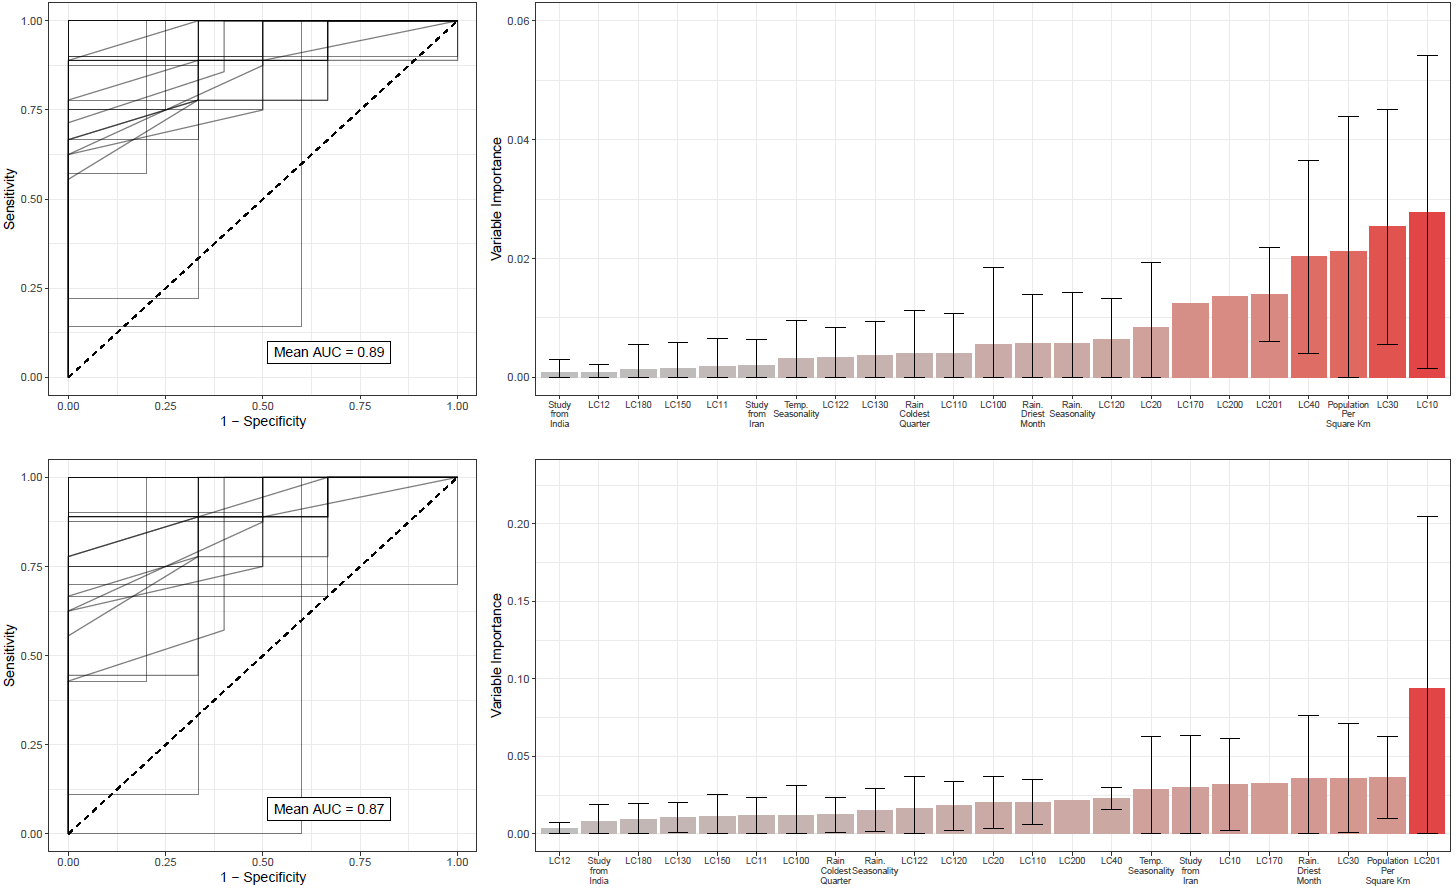 1.00
0.75
0.50
0.25
0.00
Sensitivity
Mean AUC = 0.89
0.00 0.25 0.50 0.75 1.00
1 − Specificity
0.06
0.04
0.02
0.00
Variable Importance
Study from India LC12 LC180 LC150 LC11 Study from Iran Temp. Seasonality LC122 LC130 Rain Coldest Quarter LC110 LC100 Rain. Driest Month Rain. Seasonality LC120 LC20 LC170 LC200 LC201 LC40 Population Per Square Km LC30 LC10
1.00
0.75
0.50
0.25
0.00
Sensitivity
Mean AUC = 0.87
0.00 0.25 0.50 0.75 1.00
1 − Specificity
0.20
0.15
0.10
0.05
0.00
Variable Importance
LC12 Study from India LC180 LC130 LC150 LC11 LC100 Rain Coldest Quarter Rain. Seasonality LC122 LC120 LC20 LC110 LC200 LC40 Temp. Seasonality Study from Iran LC10 LC170 Rain. Driest Month LC30 Population Per Square Km LC201